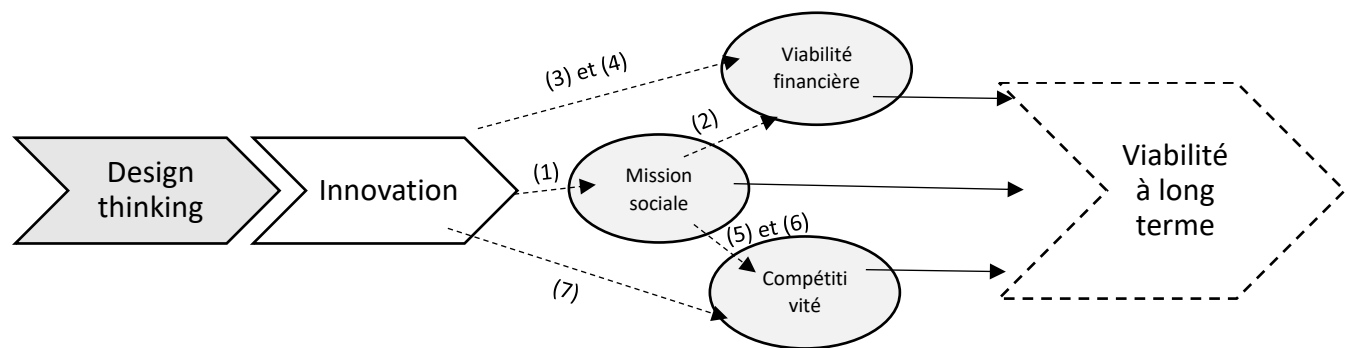 Design
thinking
Innovation
(3) et (4)
(1)
(2)
(5) et (6)
(7)
Viabilité
financière
Mission
sociale
Compétiti
vité
Viabilité
à long
terme